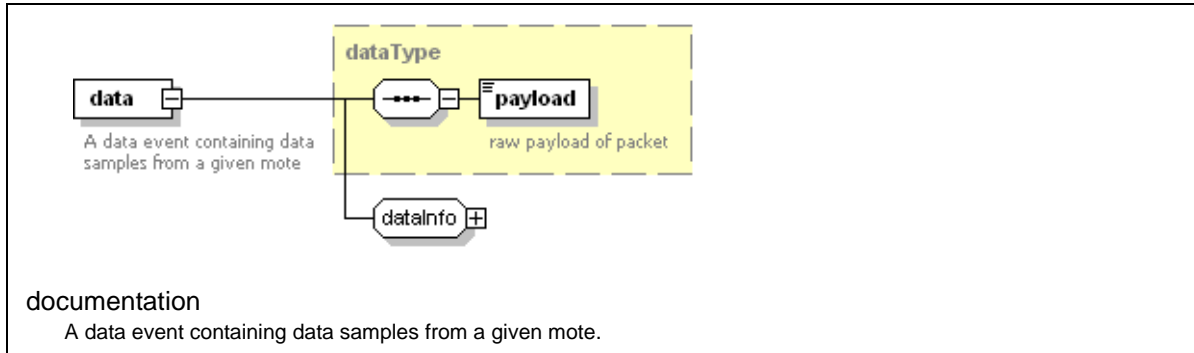 dataType
data
payload
A data event containing data
samples from a given mote
raw payload of packet
dataInfo
documentation
A data event containing data samples from a given mote.